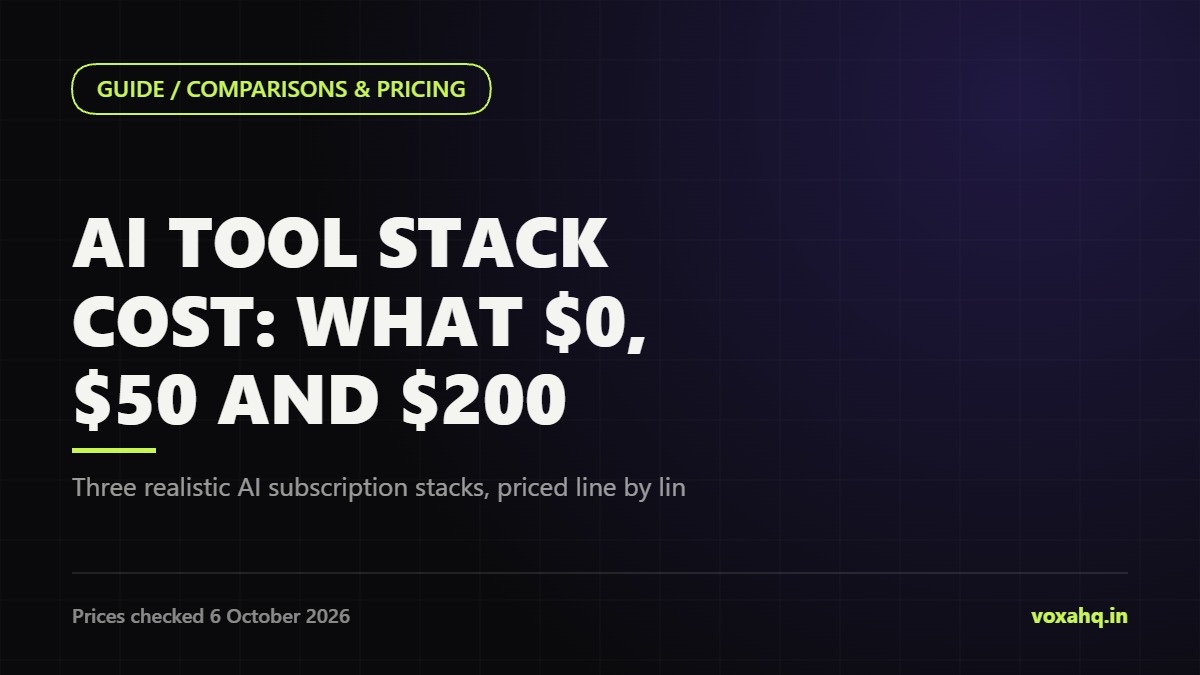 GUIDE / COMPARISONS & PRICING
AI TOOL STACK
COST: WHAT $0,
$50 AND $200
Three realistic AI subscription stacks, priced line by lin
Prices checked 6 October 2026
voxahq.in